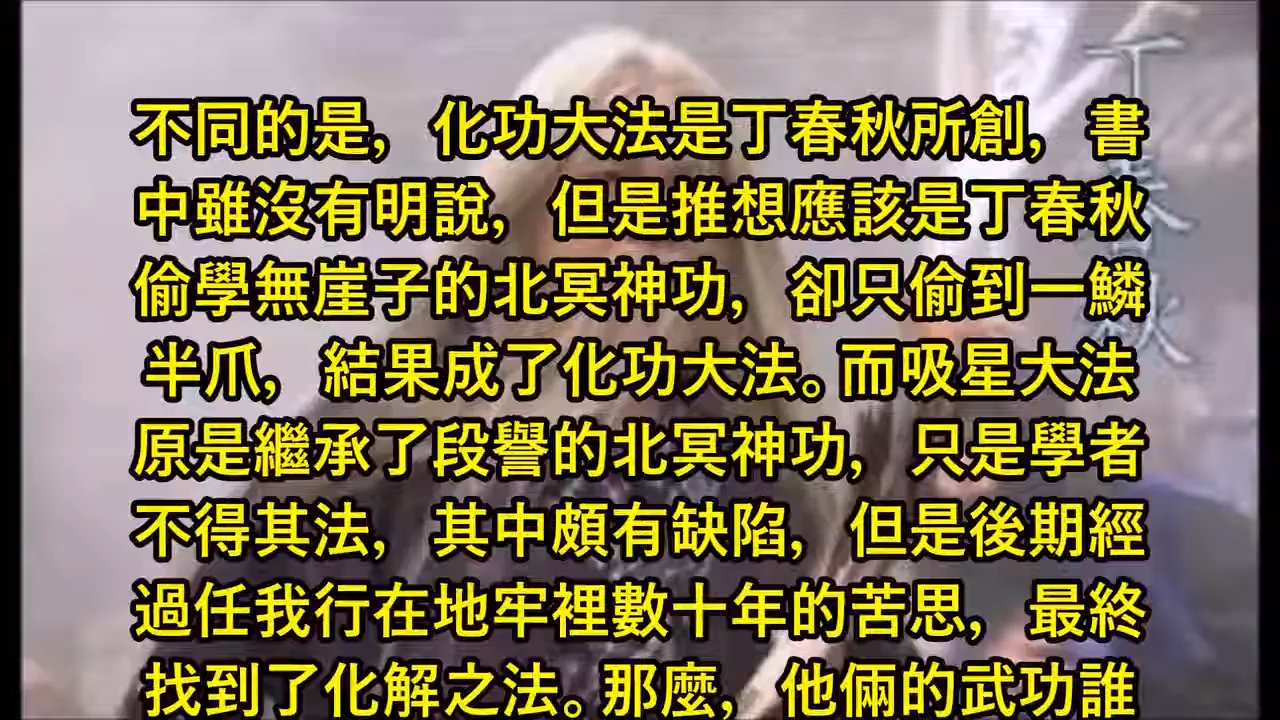 不同的是，化功大法是丁春秋所創，書
中雖沒有明說，但是推想應該是丁春秋
偷學無崖子的北冥神功，卻只偷到一鱗
半爪，結果成了化功大法。而吸星大法
原是繼承了段譽的北冥神功，只是學者
不得其法，其中頗有缺陷，但是後期經
過任我行在地牢裡數十年的苦思，最終
找到了化解之法。那麼，他倆的武功誰
丁春秋